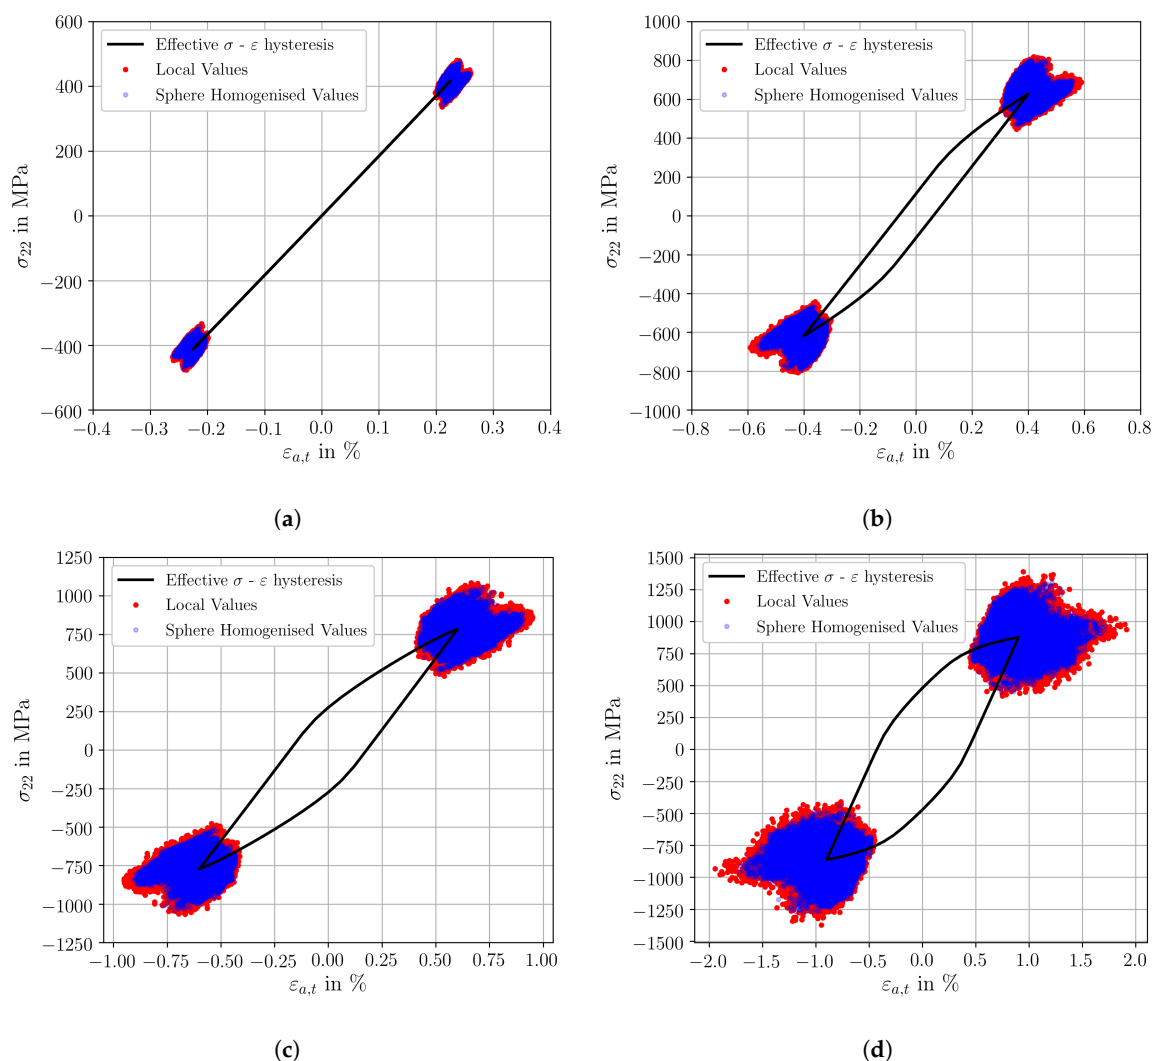 600
400
200
0
−200
−400
−600
σ22 in MPa
Effective σ - ε hysteresis
Local Values
Sphere Homogenised Values
−0.4 −0.3 −0.2 −0.1 0.0 0.1 0.2 0.3 0.4
εa,t in %
(a)
1000
800
600
400
200
0
−200
−400
−600
−800
−1000
σ22 in MPa
Effective σ - ε hysteresis
Local Values
Sphere Homogenised Values
−0.8 −0.6 −0.4 −0.2 0.0 0.2 0.4 0.6 0.8
εa,t in %
(b)
1250
1000
750
500
250
0
−250
−500
−750
−1000
−1250
σ22 in MPa
Effective σ - ε hysteresis
Local Values
Sphere Homogenised Values
−1.00 −0.75 −0.50 −0.25 0.00 0.25 0.50 0.75 1.00
εa,t in %
(c)
1500
1250
1000
750
500
250
0
−250
−500
−750
−1000
−1250
−1500
σ22 in MPa
Effective σ - ε hysteresis
Local Values
Sphere Homogenised Values
−2.0 −1.5 −1.0 −0.5 0.0 0.5 1.0 1.5 2.0
εa,t in %
(d)